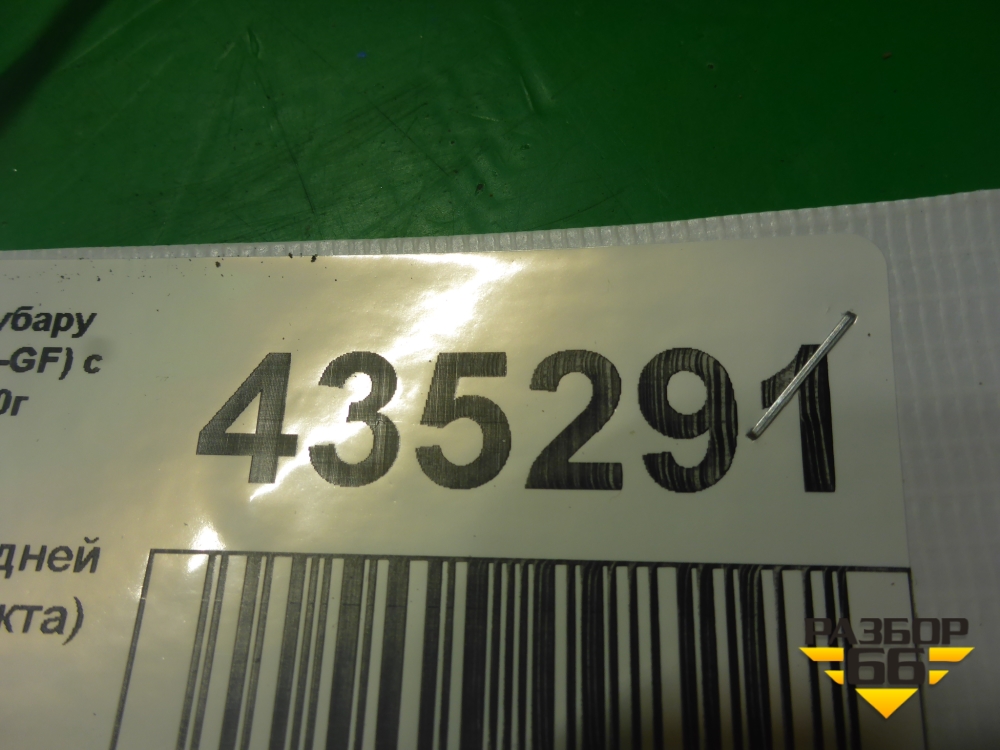 убару
-GF) с
0г
435291
дней
кта)
РАЗБОР
66